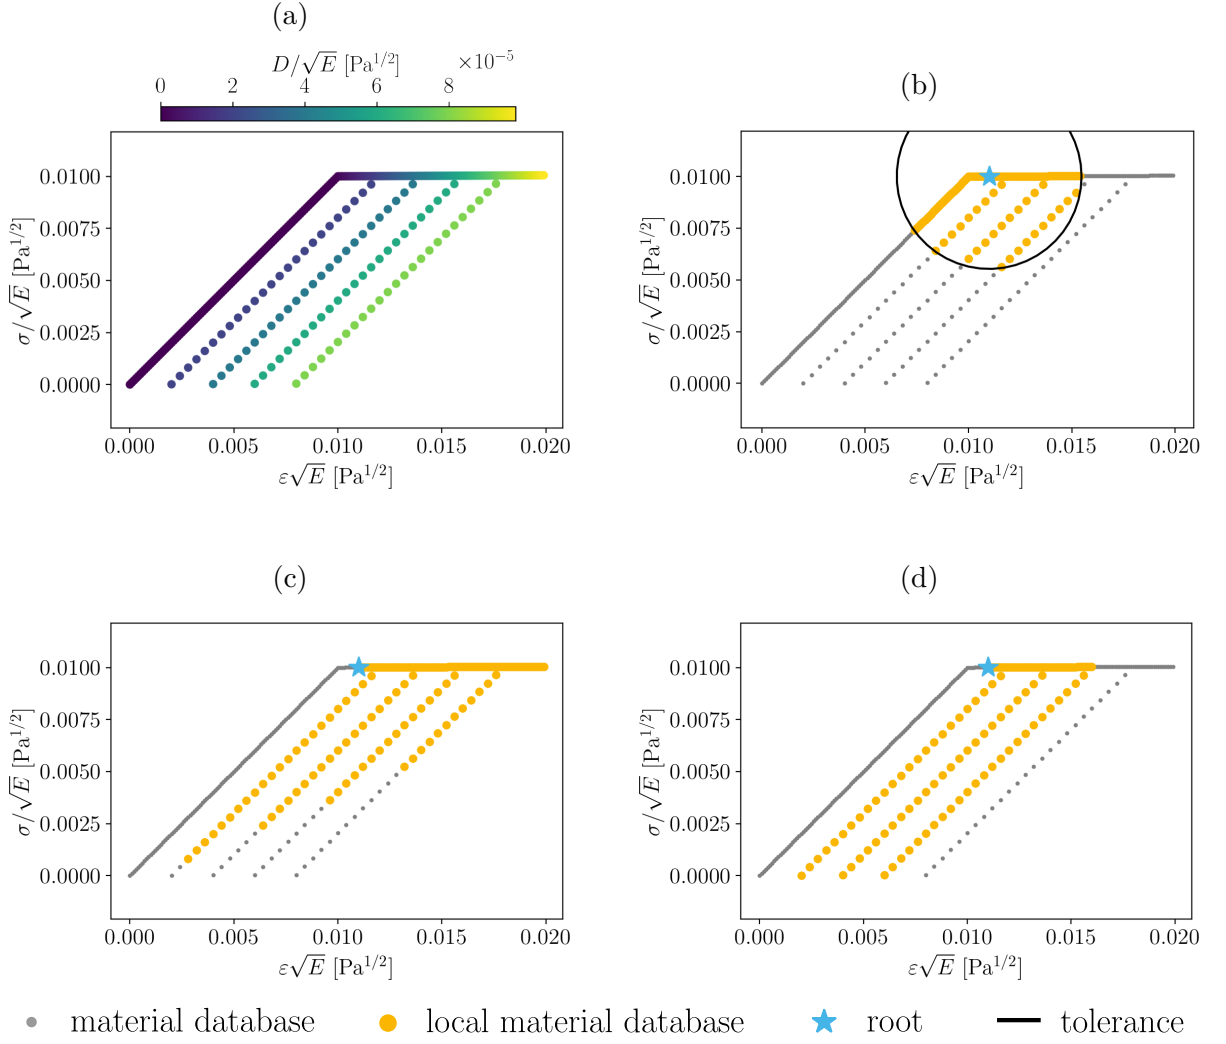 (a)
D/√E [Pa^1/2]
×10^−5
0 2 4 6 8
0.0100
0.0075
0.0050
0.0025
0.0000
σ/√E [Pa^1/2]
0.000 0.005 0.010 0.015 0.020
ε√E [Pa^1/2]
(b)
0.0100
0.0075
0.0050
0.0025
0.0000
σ/√E [Pa^1/2]
0.000 0.005 0.010 0.015 0.020
ε√E [Pa^1/2]
(c)
0.0100
0.0075
0.0050
0.0025
0.0000
σ/√E [Pa^1/2]
0.000 0.005 0.010 0.015 0.020
ε√E [Pa^1/2]
(d)
0.0100
0.0075
0.0050
0.0025
0.0000
σ/√E [Pa^1/2]
0.000 0.005 0.010 0.015 0.020
ε√E [Pa^1/2]
material database local material database root tolerance